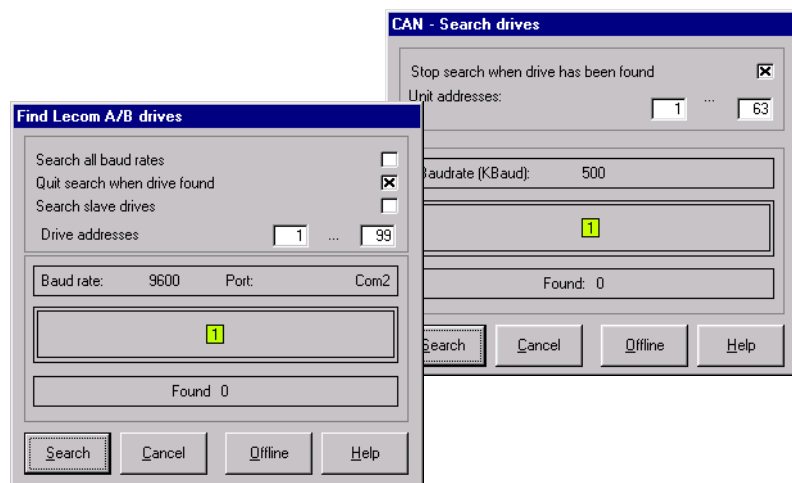 CAN - Search drives
Stop search when drive has been found
Unit addresses:
1 ... 63
Baudrate (KBaud): 500
1
Found: 0
Search Cancel Offline Help
Find Lecom A/B drives
Search all baud rates
Quit search when drive found
Search slave drives
Drive addresses 1 ... 99
Baud rate: 9600 Port: Com2
1
Found 0
Search Cancel Offline Help